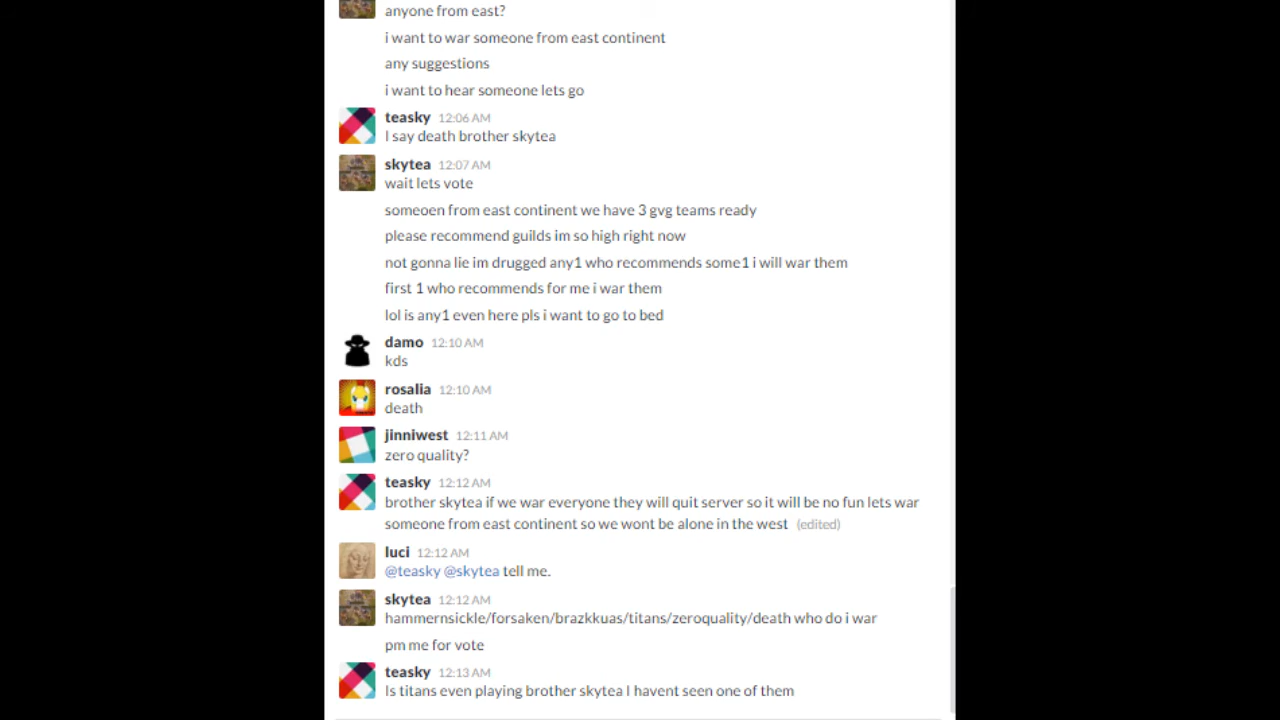 anyone from east?
i want to war someone from east continent
any suggestions
i want to hear someone lets go
teasky 12:06 AM
I say death brother skytea
skytea 12:07 AM
wait lets vote
someoen from east continent we have 3 gvg teams ready
please recommend guilds im so high right now
not gonna lie im drugged any1 who recommends some1 i will war them
first 1 who recommends for me i war them
lol is any1 even here pls i want to go to bed
damo 12:10 AM
kds
rosalia 12:10 AM
death
jinniwest 12:11 AM
zero quality?
teasky 12:12 AM
brother skytea if we war everyone they will quit server so it will be no fun lets war
someone from east continent so we wont be alone in the west (edited)
luci 12:12 AM
@teasky @skytea tell me.
skytea 12:12 AM
hammernsickle/forsaken/brazkkuas/titans/zeroquality/death who do i war
pm me for vote
teasky 12:13 AM
Is titans even playing brother skytea I havent seen one of them